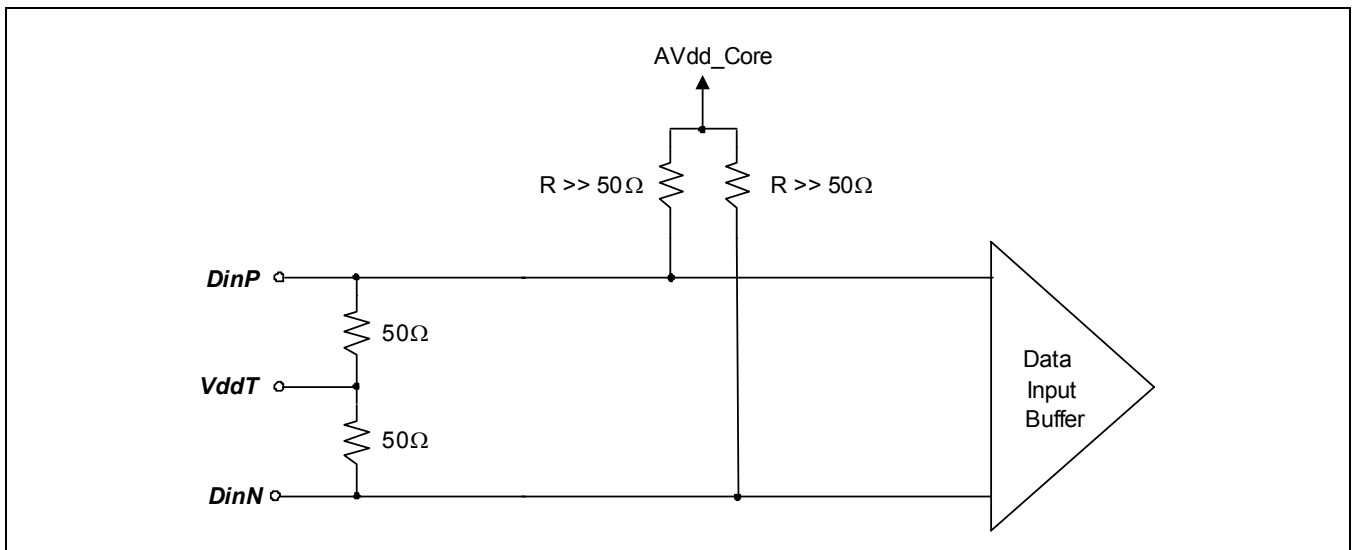 AVdd_Core
R >> 50Ω
R >> 50Ω
DinP
50Ω
VddT
50Ω
DinN
Data
Input
Buffer